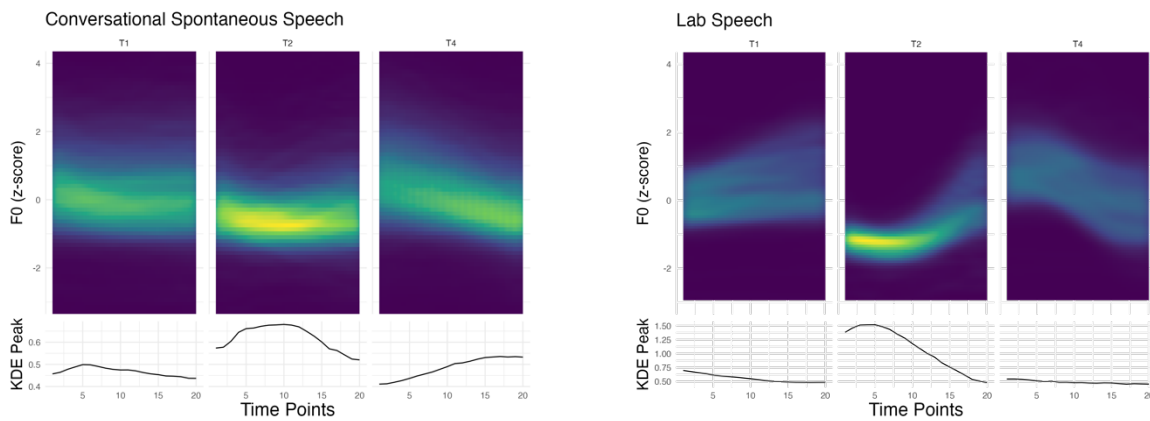 Conversational Spontaneous Speech
T1 T2 T4
F0 (z-score)
4
2
0
-2
KDE Peak
0.6
0.5
0.4
5 10 15 20 5 10 15 20 5 10 15 20
Time Points
Lab Speech
T1 T2 T4
F0 (z-score)
4
2
0
-2
KDE Peak
1.50
1.25
1.00
0.75
0.50
5 10 15 20 5 10 15 20 5 10 15 20
Time Points